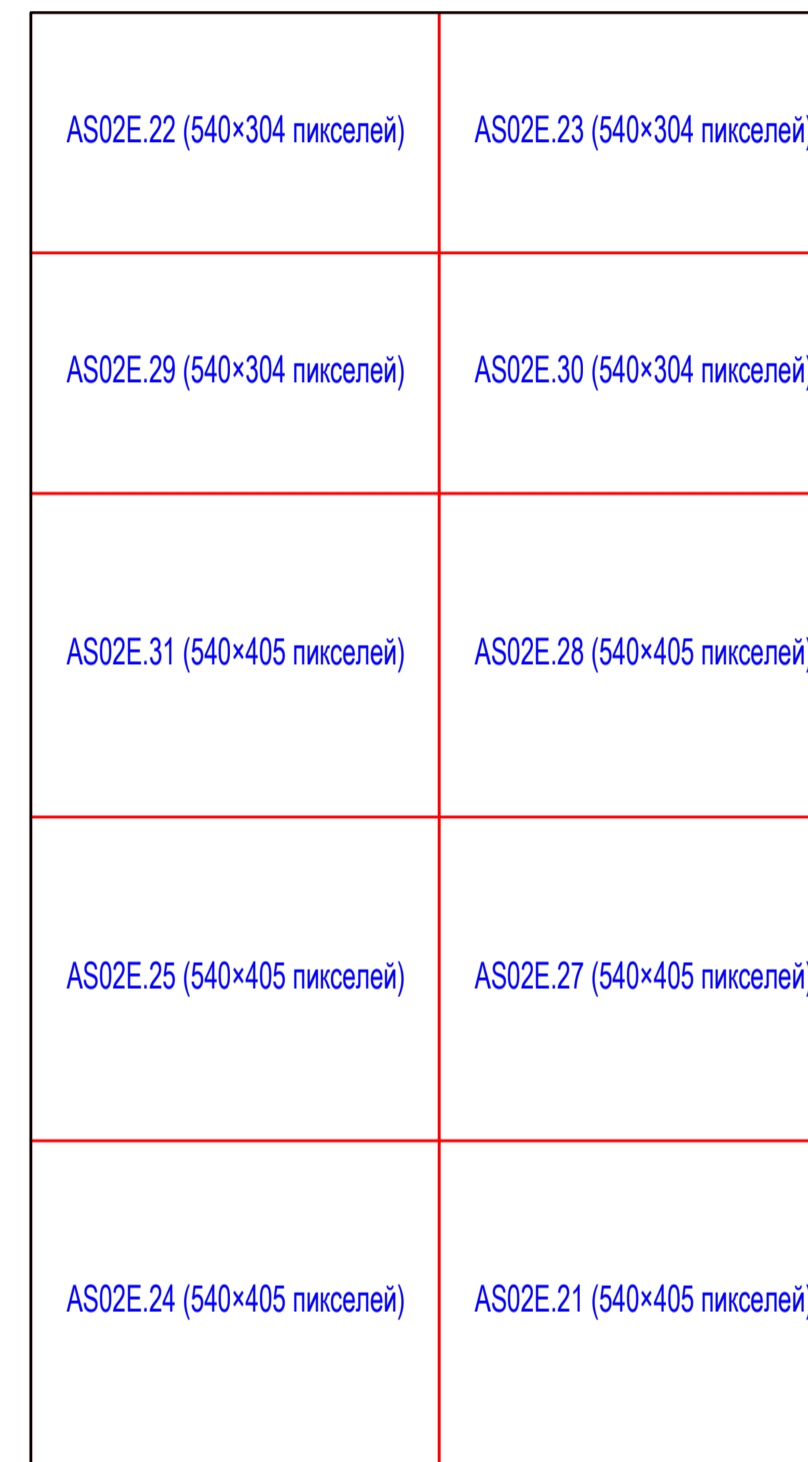 AS02E.22 (540×304 пикселей) AS02E.23 (540×304 пикселей)
AS02E.29 (540×304 пикселей) AS02E.30 (540×304 пикселей)
AS02E.31 (540×405 пикселей) AS02E.28 (540×405 пикселей)
AS02E.25 (540×405 пикселей) AS02E.27 (540×405 пикселей)
AS02E.24 (540×405 пикселей) AS02E.21 (540×405 пикселей)